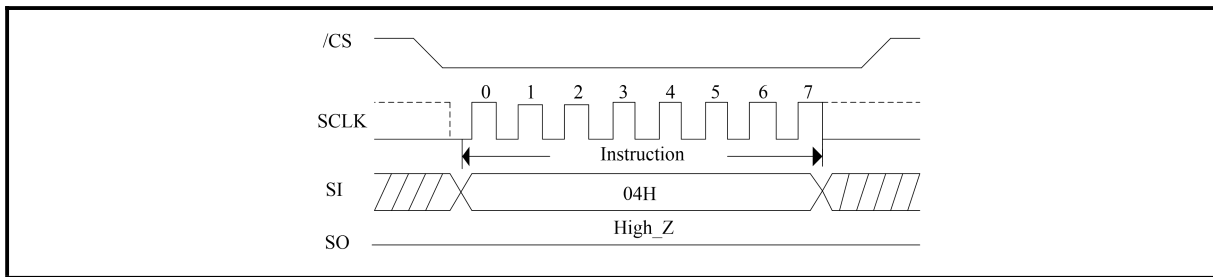 /CS
0 1 2 3 4 5 6 7
SCLK
Instruction
SI
04H
High_Z
SO